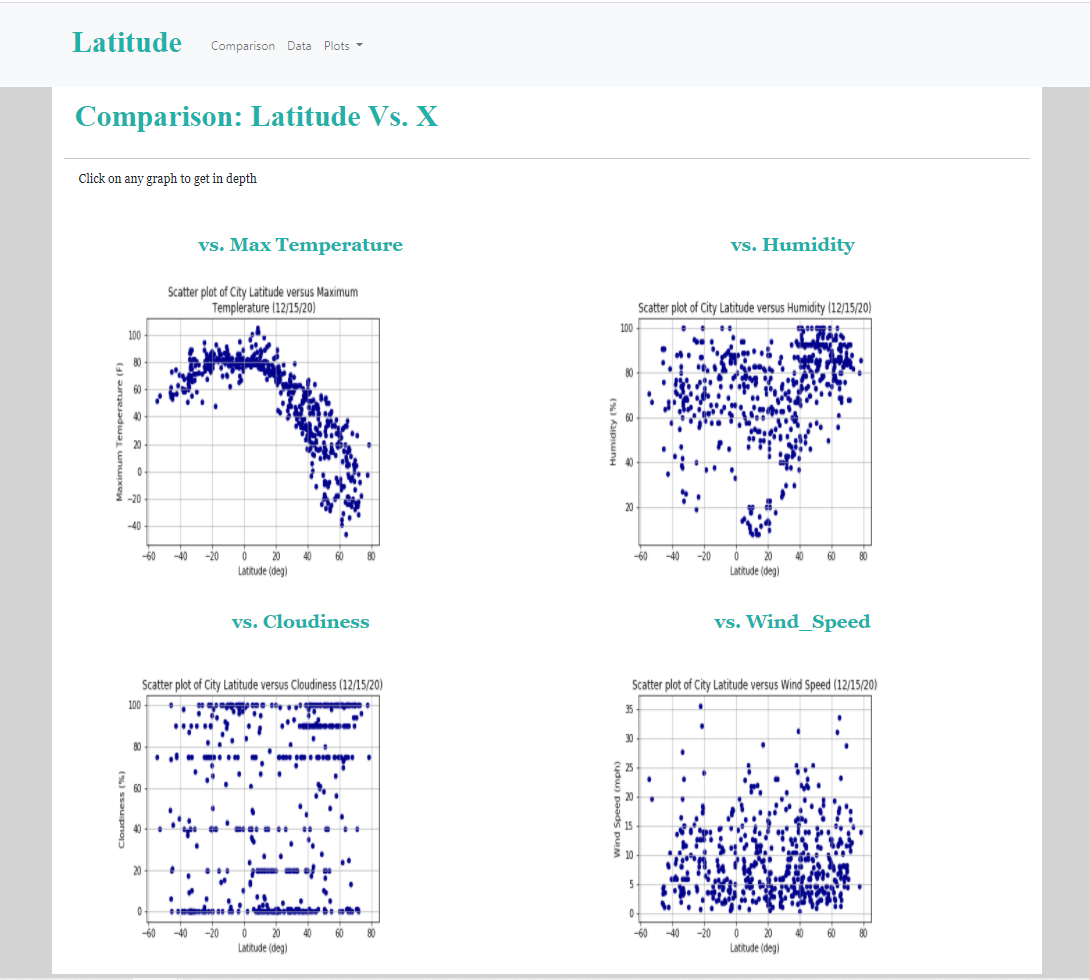 Latitude Comparison Data Plots
Comparison: Latitude Vs. X
Click on any graph to get in depth
vs. Max Temperature
Scatter plot of City Latitude versus Maximum
Templerature (12/15/20)
Maximum Temperature (F)
100
80
60
40
20
0
−20
−40
−60 −40 −20 0 20 40 60 80
Latitude (deg)
vs. Humidity
Scatter plot of City Latitude versus Humidity (12/15/20)
Humidity (%)
100
80
60
40
20
−60 −40 −20 0 20 40 60 80
Latitude (deg)
vs. Cloudiness
Scatter plot of City Latitude versus Cloudiness (12/15/20)
Cloudiness (%)
100
80
60
40
20
0
−60 −40 −20 0 20 40 60 80
Latitude (deg)
vs. Wind_Speed
Scatter plot of City Latitude versus Wind Speed (12/15/20)
Wind Speed (mph)
35
30
25
20
15
10
5
0
−60 −40 −20 0 20 40 60 80
Latitude (deg)